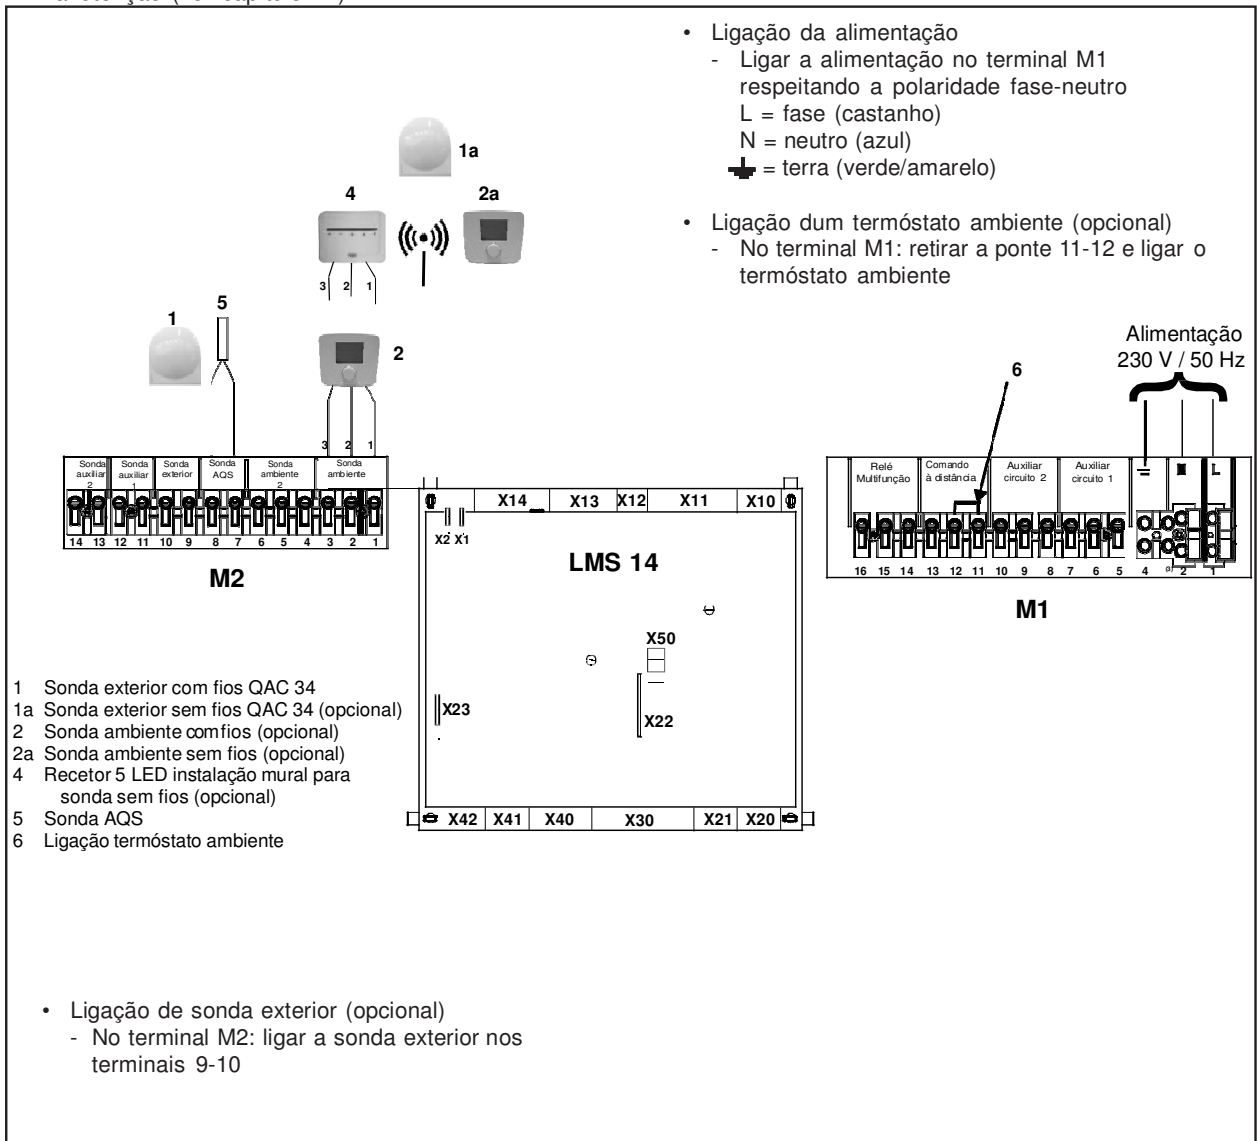 • Ligação da alimentação
- Ligar a alimentação no terminal M1
respeitando a polaridade fase-neutro
L = fase (castanho)
N = neutro (azul)
= terra (verde/amarelo)
• Ligação dum termóstato ambiente (opcional)
- No terminal M1: retirar a ponte 11-12 e ligar o
termóstato ambiente
1a
4
2a
3 2 1
5
1
2
3 2 1
Sonda auxiliar 2
Sonda auxiliar 1
Sonda exterior
Sonda AQS
Sonda ambiente 2
Sonda ambiente
14 13 12 11 10 9 8 7 6 5 4 3 2 1
M2
Alimentação
230 V / 50 Hz
6
Relé Multifunção
Comando à distância
Auxiliar circuito 2
Auxiliar circuito 1
L
16 15 14 13 12 11 10 9 8 7 6 5 4 2 1
M1
X14 X13 X12 X11 X10
X2 X1
LMS 14
X50
X23
X22
X42 X41 X40 X30 X21 X20
1 Sonda exterior com fios QAC 34
1a Sonda exterior sem fios QAC 34 (opcional)
2 Sonda ambiente comfios (opcional)
2a Sonda ambiente sem fios (opcional)
4 Recetor 5 LED instalação mural para
sonda sem fios (opcional)
5 Sonda AQS
6 Ligação termóstato ambiente
• Ligação de sonda exterior (opcional)
- No terminal M2: ligar a sonda exterior nos
terminais 9-10